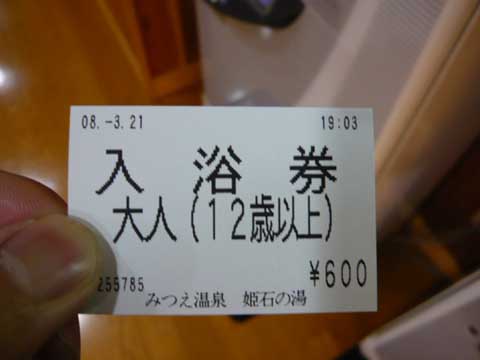 08.-3.21 19:03
入浴券
大人(12歳以上)
¥600
255785
みつえ温泉 姫石の湯